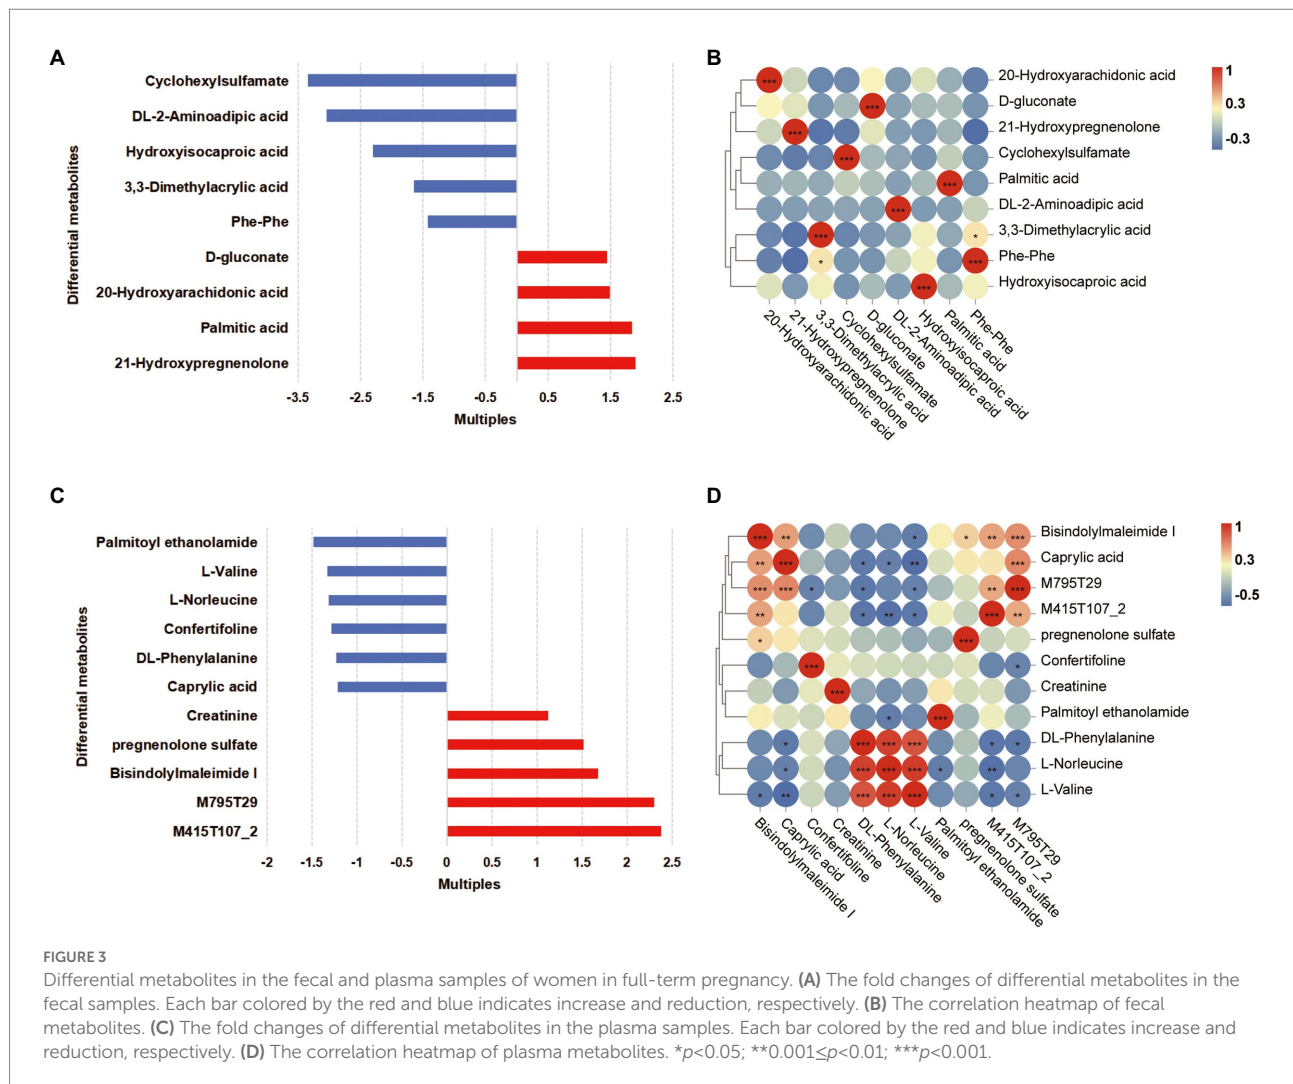 A
Cyclohexylsulfamate
DL-2-Aminoadipic acid
Hydroxyisocaproic acid
3,3-Dimethylacrylic acid
Phe-Phe
D-gluconate
20-Hydroxyarachidonic acid
Palmitic acid
21-Hydroxypregnenolone
Differential metabolites
-3.5 -2.5 -1.5 -0.5 0.5 1.5 2.5
Multiples
B
20-Hydroxyarachidonic acid
D-gluconate
21-Hydroxypregnenolone
Cyclohexylsulfamate
Palmitic acid
DL-2-Aminoadipic acid
3,3-Dimethylacrylic acid
Phe-Phe
Hydroxyisocaproic acid
***
***
***
***
***
***
*** *
* ***
***
20-Hydroxyarachidonic acid
21-Hydroxypregnenolone
3,3-Dimethylacrylic acid
Cyclohexylsulfamate
D-gluconate
DL-2-Aminoadipic acid
Hydroxyisocaproic acid
Palmitic acid
Phe-Phe
1
0.3
-0.3
C
Palmitoyl ethanolamide
L-Valine
L-Norleucine
Confertifoline
DL-Phenylalanine
Caprylic acid
Creatinine
pregnenolone sulfate
Bisindolylmaleimide I
M795T29
M415T107_2
Differential metabolites
-2 -1.5 -1 -0.5 0 0.5 1 1.5 2 2.5
Multiples
D
Bisindolylmaleimide I
Caprylic acid
M795T29
M415T107_2
pregnenolone sulfate
Confertifoline
Creatinine
Palmitoyl ethanolamide
DL-Phenylalanine
L-Norleucine
L-Valine
*** ** * * ** ***
** *** * * ** ***
*** *** * * * ** ***
** * ** * *** **
* ***
*** *
***
* ***
* *** *** *** * *
* *** *** *** * **
* ** *** *** *** * *
Bisindolylmaleimide I
Caprylic acid
Confertifoline
Creatinine
DL-Phenylalanine
L-Norleucine
L-Valine
Palmitoyl ethanolamide
pregnenolone sulfate
M415T107_2
M795T29
1
0.3
-0.5
FIGURE 3
Differential metabolites in the fecal and plasma samples of women in full-term pregnancy. (A) The fold changes of differential metabolites in the
fecal samples. Each bar colored by the red and blue indicates increase and reduction, respectively. (B) The correlation heatmap of fecal
metabolites. (C) The fold changes of differential metabolites in the plasma samples. Each bar colored by the red and blue indicates increase and
reduction, respectively. (D) The correlation heatmap of plasma metabolites. *p<0.05; **0.001≤p<0.01; ***p<0.001.